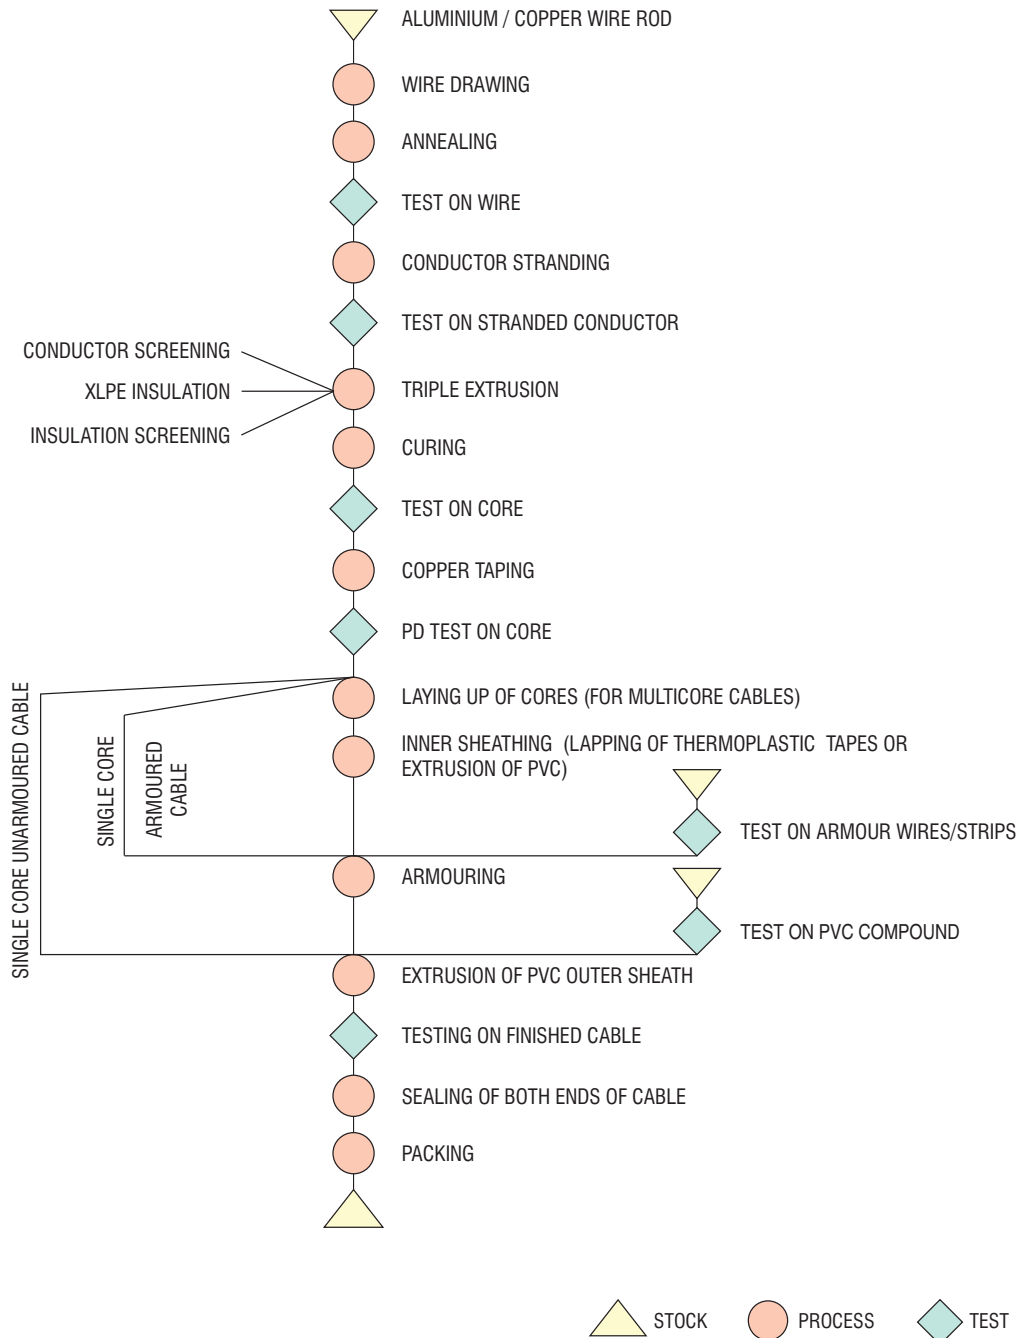 ALUMINIUM / COPPER WIRE ROD
WIRE DRAWING
ANNEALING
TEST ON WIRE
CONDUCTOR STRANDING
TEST ON STRANDED CONDUCTOR
CONDUCTOR SCREENING
XLPE INSULATION
INSULATION SCREENING
TRIPLE EXTRUSION
CURING
TEST ON CORE
COPPER TAPING
PD TEST ON CORE
SINGLE CORE UNARMOURED CABLE
SINGLE CORE
ARMOURED
CABLE
LAYING UP OF CORES (FOR MULTICORE CABLES)
INNER SHEATHING (LAPPING OF THERMOPLASTIC TAPES OR
EXTRUSION OF PVC)
TEST ON ARMOUR WIRES/STRIPS
ARMOURING
TEST ON PVC COMPOUND
EXTRUSION OF PVC OUTER SHEATH
TESTING ON FINISHED CABLE
SEALING OF BOTH ENDS OF CABLE
PACKING
STOCK
PROCESS
TEST